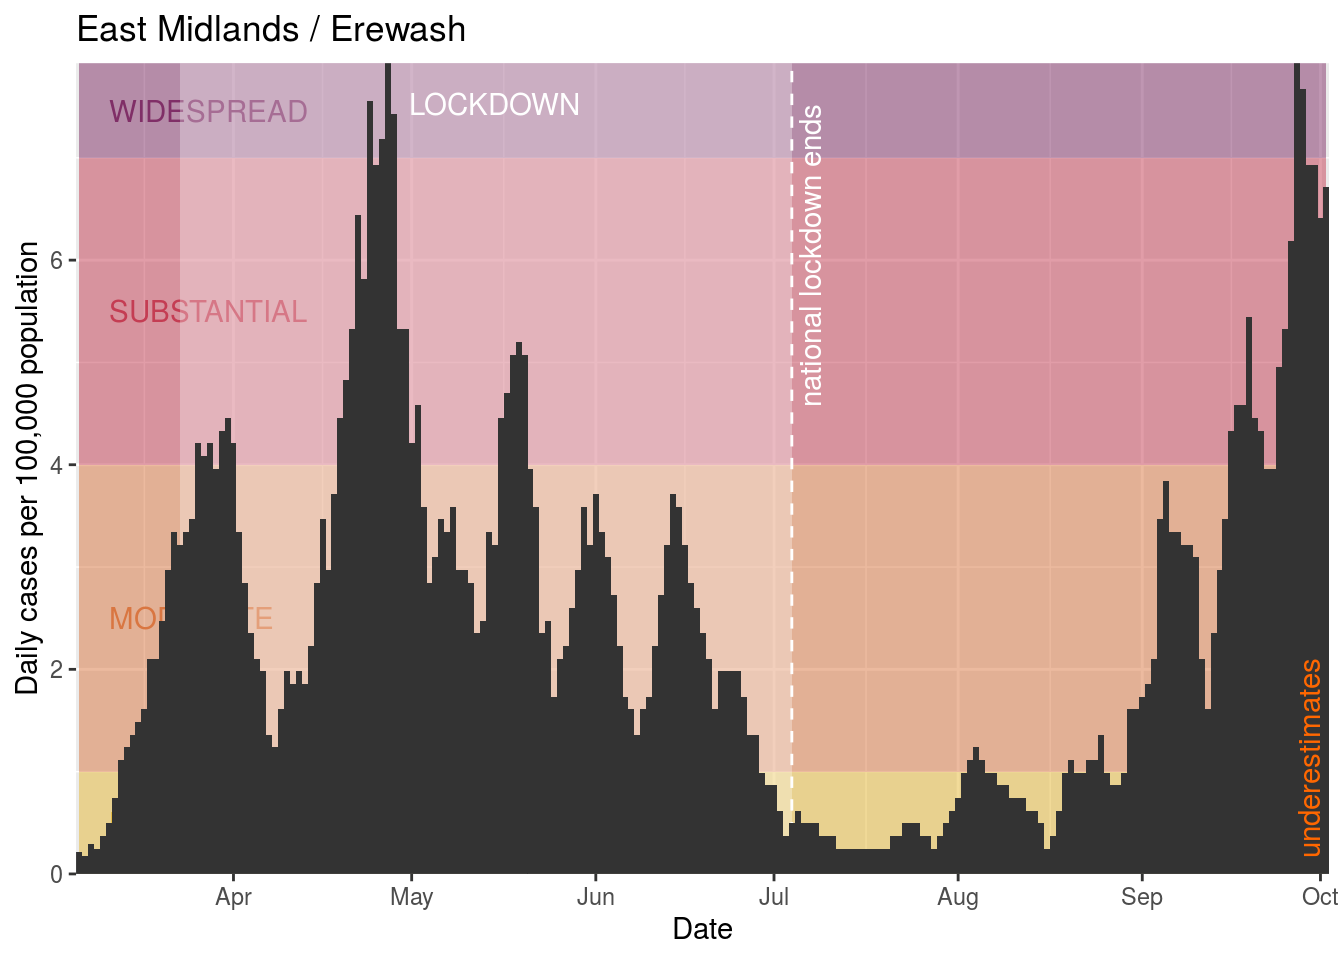 East Midlands / Erewash
WIDESPREAD
LOCKDOWN
national lockdown ends
SUBSTANTIAL
underestimates
Daily cases per 100,000 population
6
4
2
0
Apr
May
Jun
Jul
Aug
Sep
Oct
Date